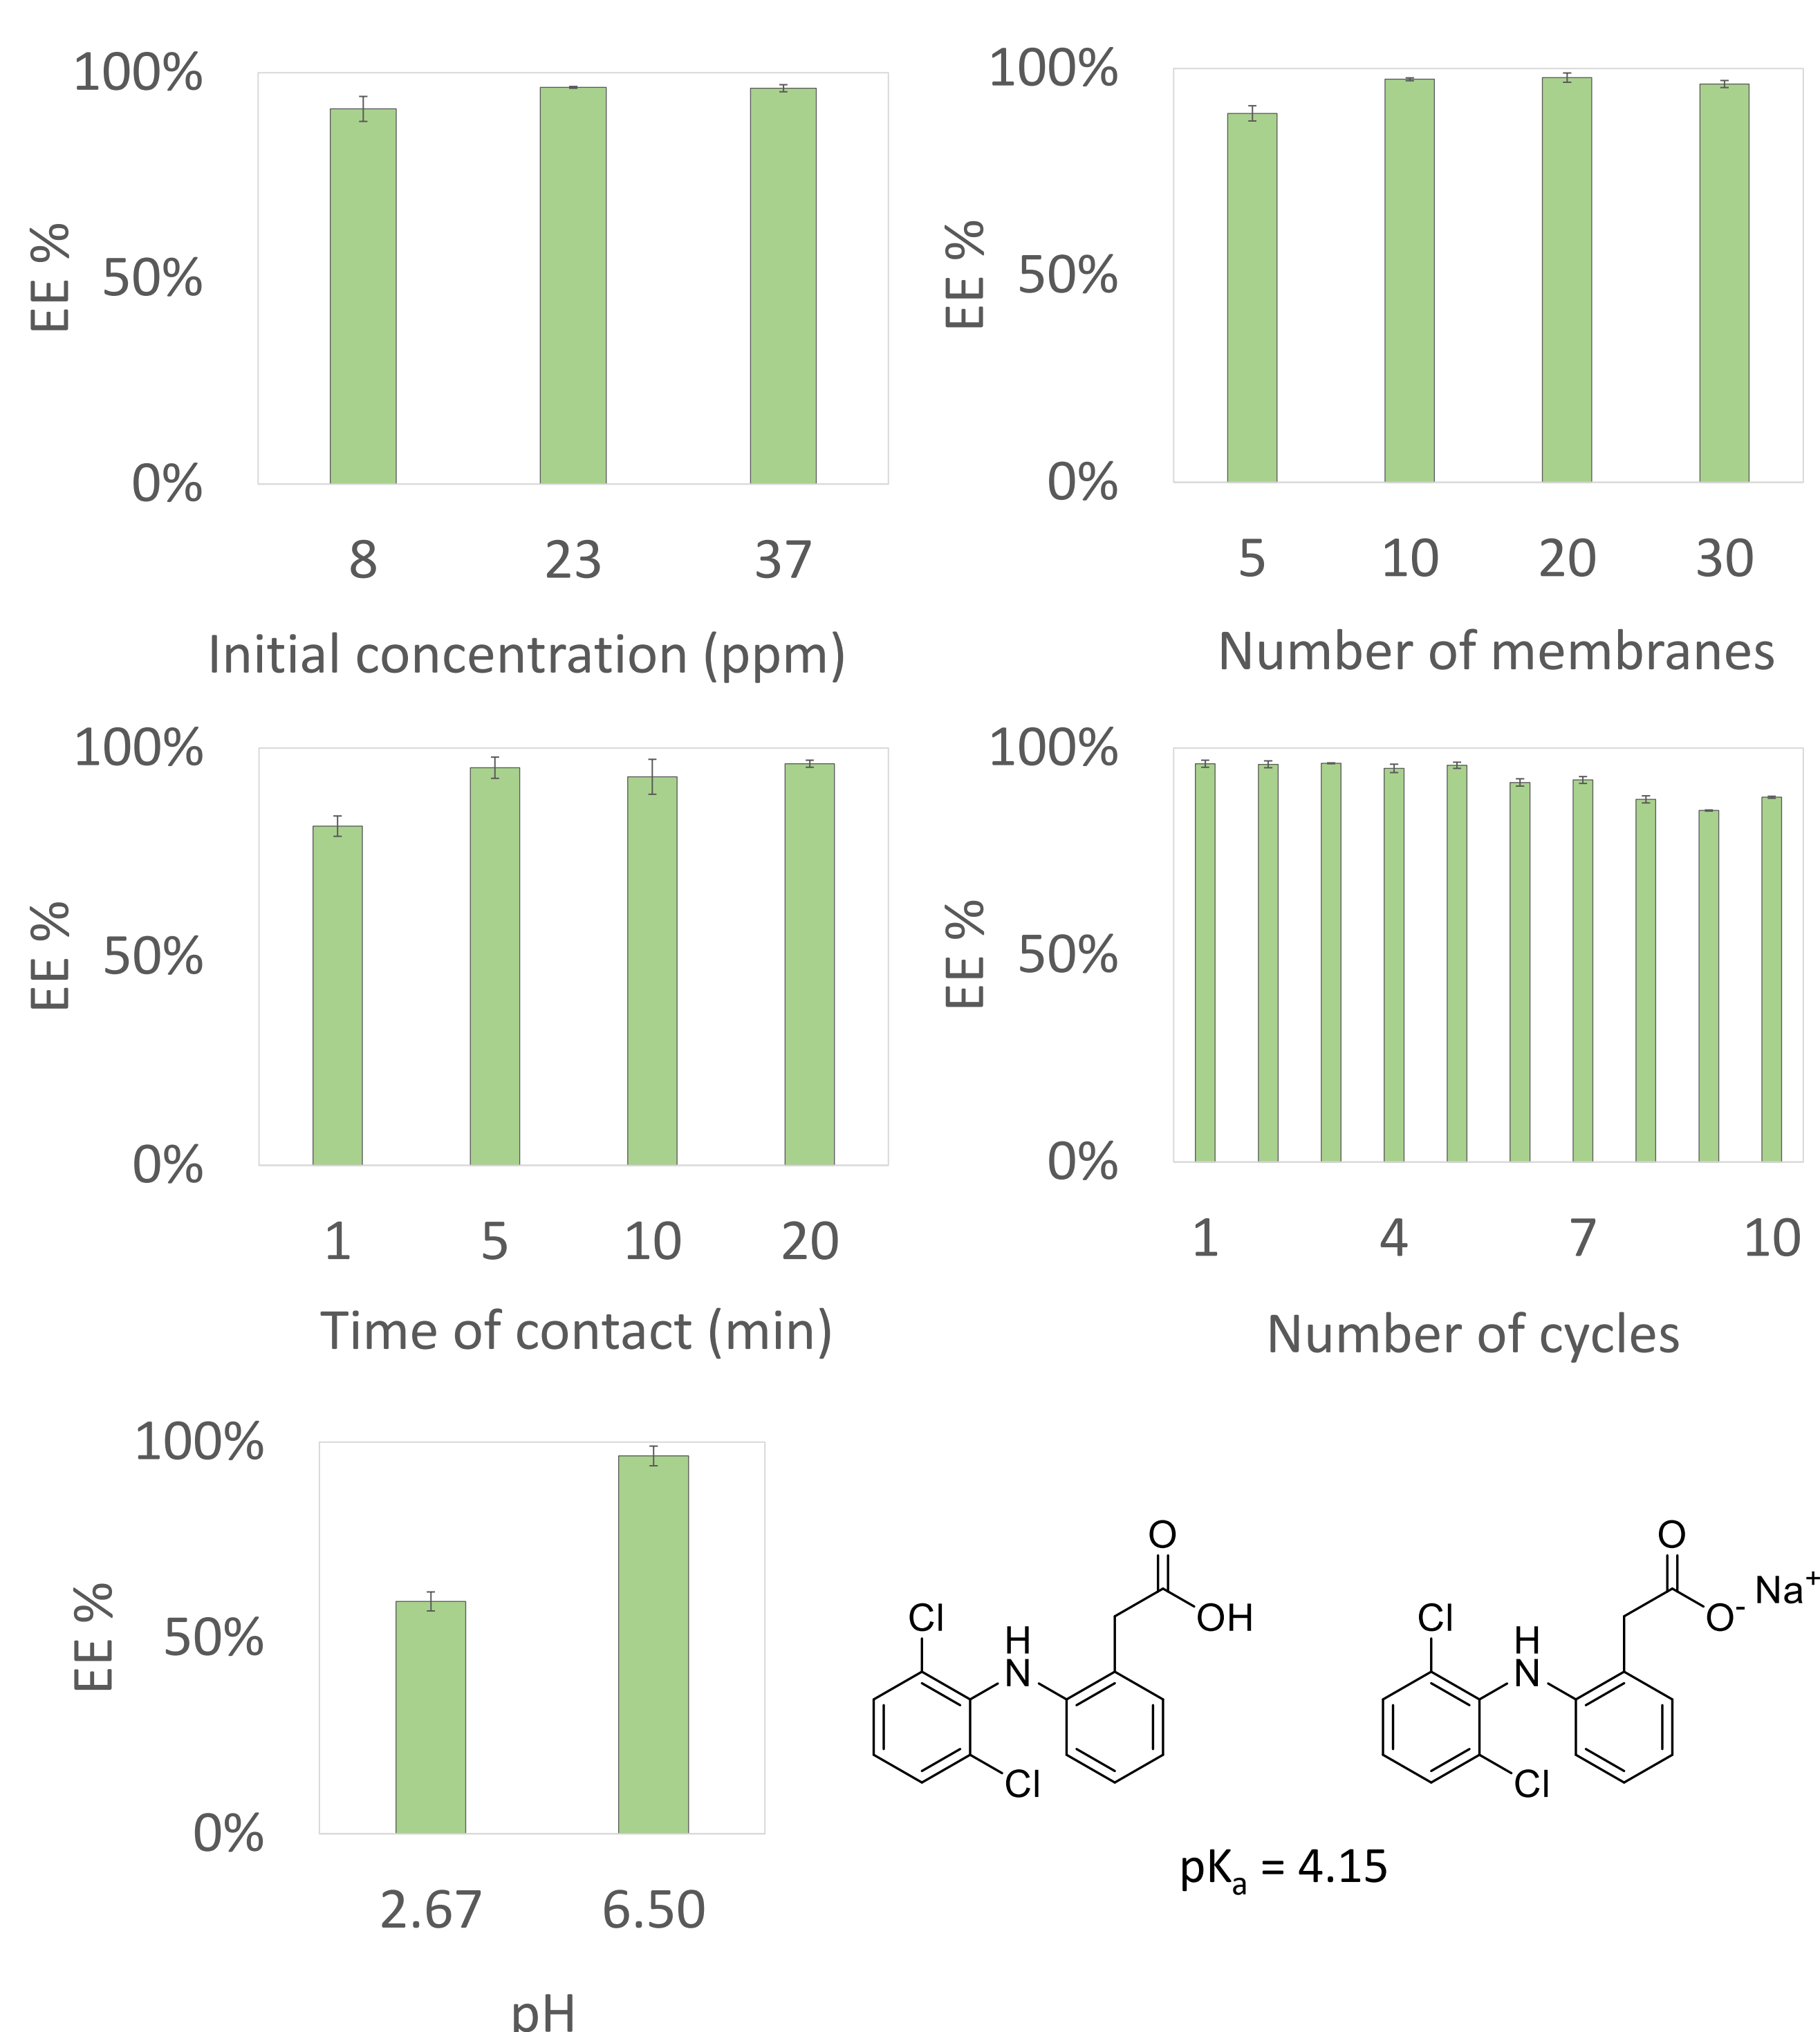 100%
50%
0%
EE %
8 23 37
Initial concentration (ppm)
100%
50%
0%
EE %
5 10 20 30
Number of membranes
100%
50%
0%
EE %
1 5 10 20
Time of contact (min)
100%
50%
0%
EE %
1 4 7 10
Number of cycles
100%
50%
0%
EE %
2.67 6.50
pH
O
OH
Cl
H
N
Cl
O
O- Na+
Cl
H
N
Cl
pKa = 4.15